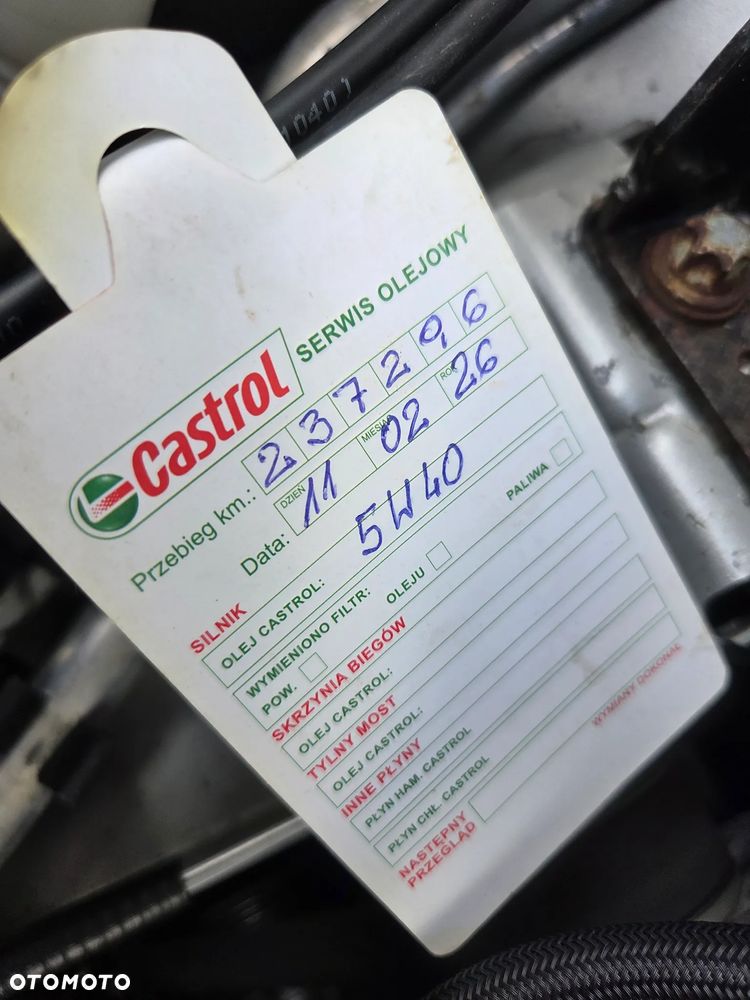 10401
Castrol SERWIS OLEJOWY
Przebieg km.: 237296
Data: DZIEŃ 11 02 ROK 26
SILNIK
OLEJ CASTROL: 5W40
WYMIENIONO FILTR:
POW. OLEJU PALIWA
SKRZYNIA BIEGÓW
OLEJ CASTROL:
TYLNY MOST
OLEJ CASTROL:
INNE PŁYNY
PŁYN HAM. CASTROL
PŁYN CHŁ. CASTROL
NASTĘPNY
PRZEGLĄD
WYMIANY DOKONAŁ
OTOMOTO